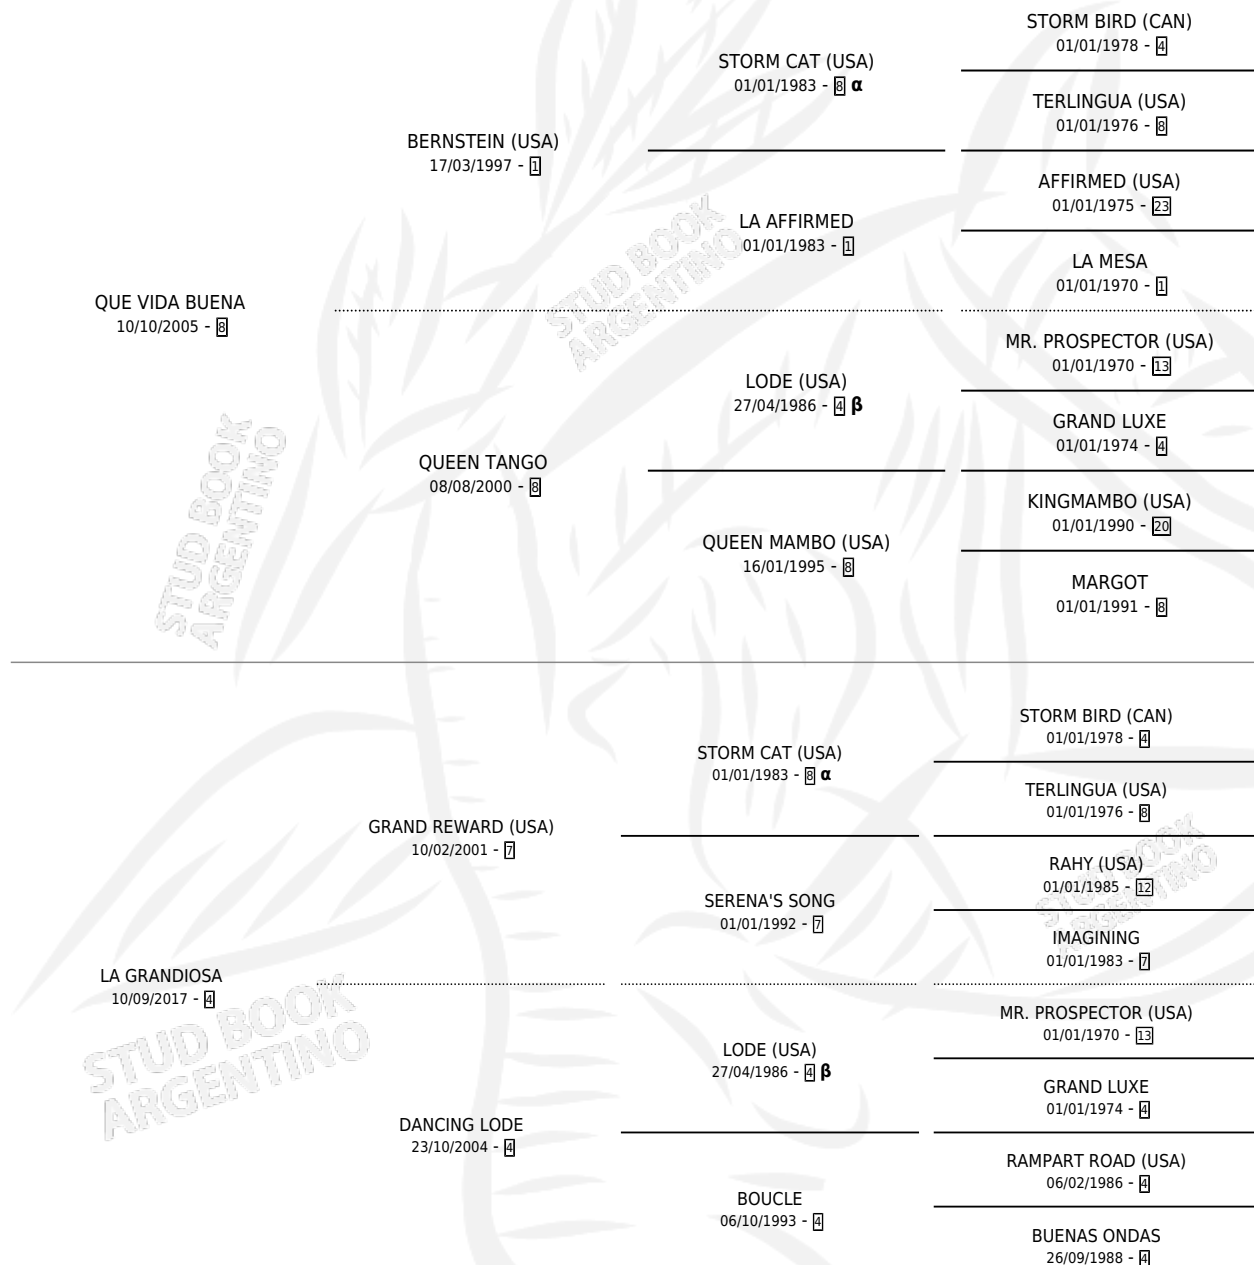 STORM BIRD (CAN)
01/01/1978 - 4
STORM CAT (USA)
01/01/1983 - 8 α
TERLINGUA (USA)
01/01/1976 - 8
BERNSTEIN (USA)
17/03/1997 - 1
AFFIRMED (USA)
01/01/1975 - 23
LA AFFIRMED
01/01/1983 - 1
LA MESA
01/01/1970 - 1
QUE VIDA BUENA
10/10/2005 - 8
MR. PROSPECTOR (USA)
01/01/1970 - 13
LODE (USA)
27/04/1986 - 4 β
GRAND LUXE
01/01/1974 - 4
QUEEN TANGO
08/08/2000 - 8
KINGMAMBO (USA)
01/01/1990 - 20
QUEEN MAMBO (USA)
16/01/1995 - 8
MARGOT
01/01/1991 - 8
STUD BOOK
ARGENTINO
STUD BOOK
ARGENTINO
STORM BIRD (CAN)
01/01/1978 - 4
STORM CAT (USA)
01/01/1983 - 8 α
TERLINGUA (USA)
01/01/1976 - 8
GRAND REWARD (USA)
10/02/2001 - 7
RAHY (USA)
01/01/1985 - 12
SERENA'S SONG
01/01/1992 - 7
IMAGINING
01/01/1983 - 7
LA GRANDIOSA
10/09/2017 - 4
MR. PROSPECTOR (USA)
01/01/1970 - 13
LODE (USA)
27/04/1986 - 4 β
GRAND LUXE
01/01/1974 - 4
DANCING LODE
23/10/2004 - 4
RAMPART ROAD (USA)
06/02/1986 - 4
BOUCLE
06/10/1993 - 4
BUENAS ONDAS
26/09/1988 - 4
STUD BOOK
ARGENTINO
STUD BOOK
ARGENTINO